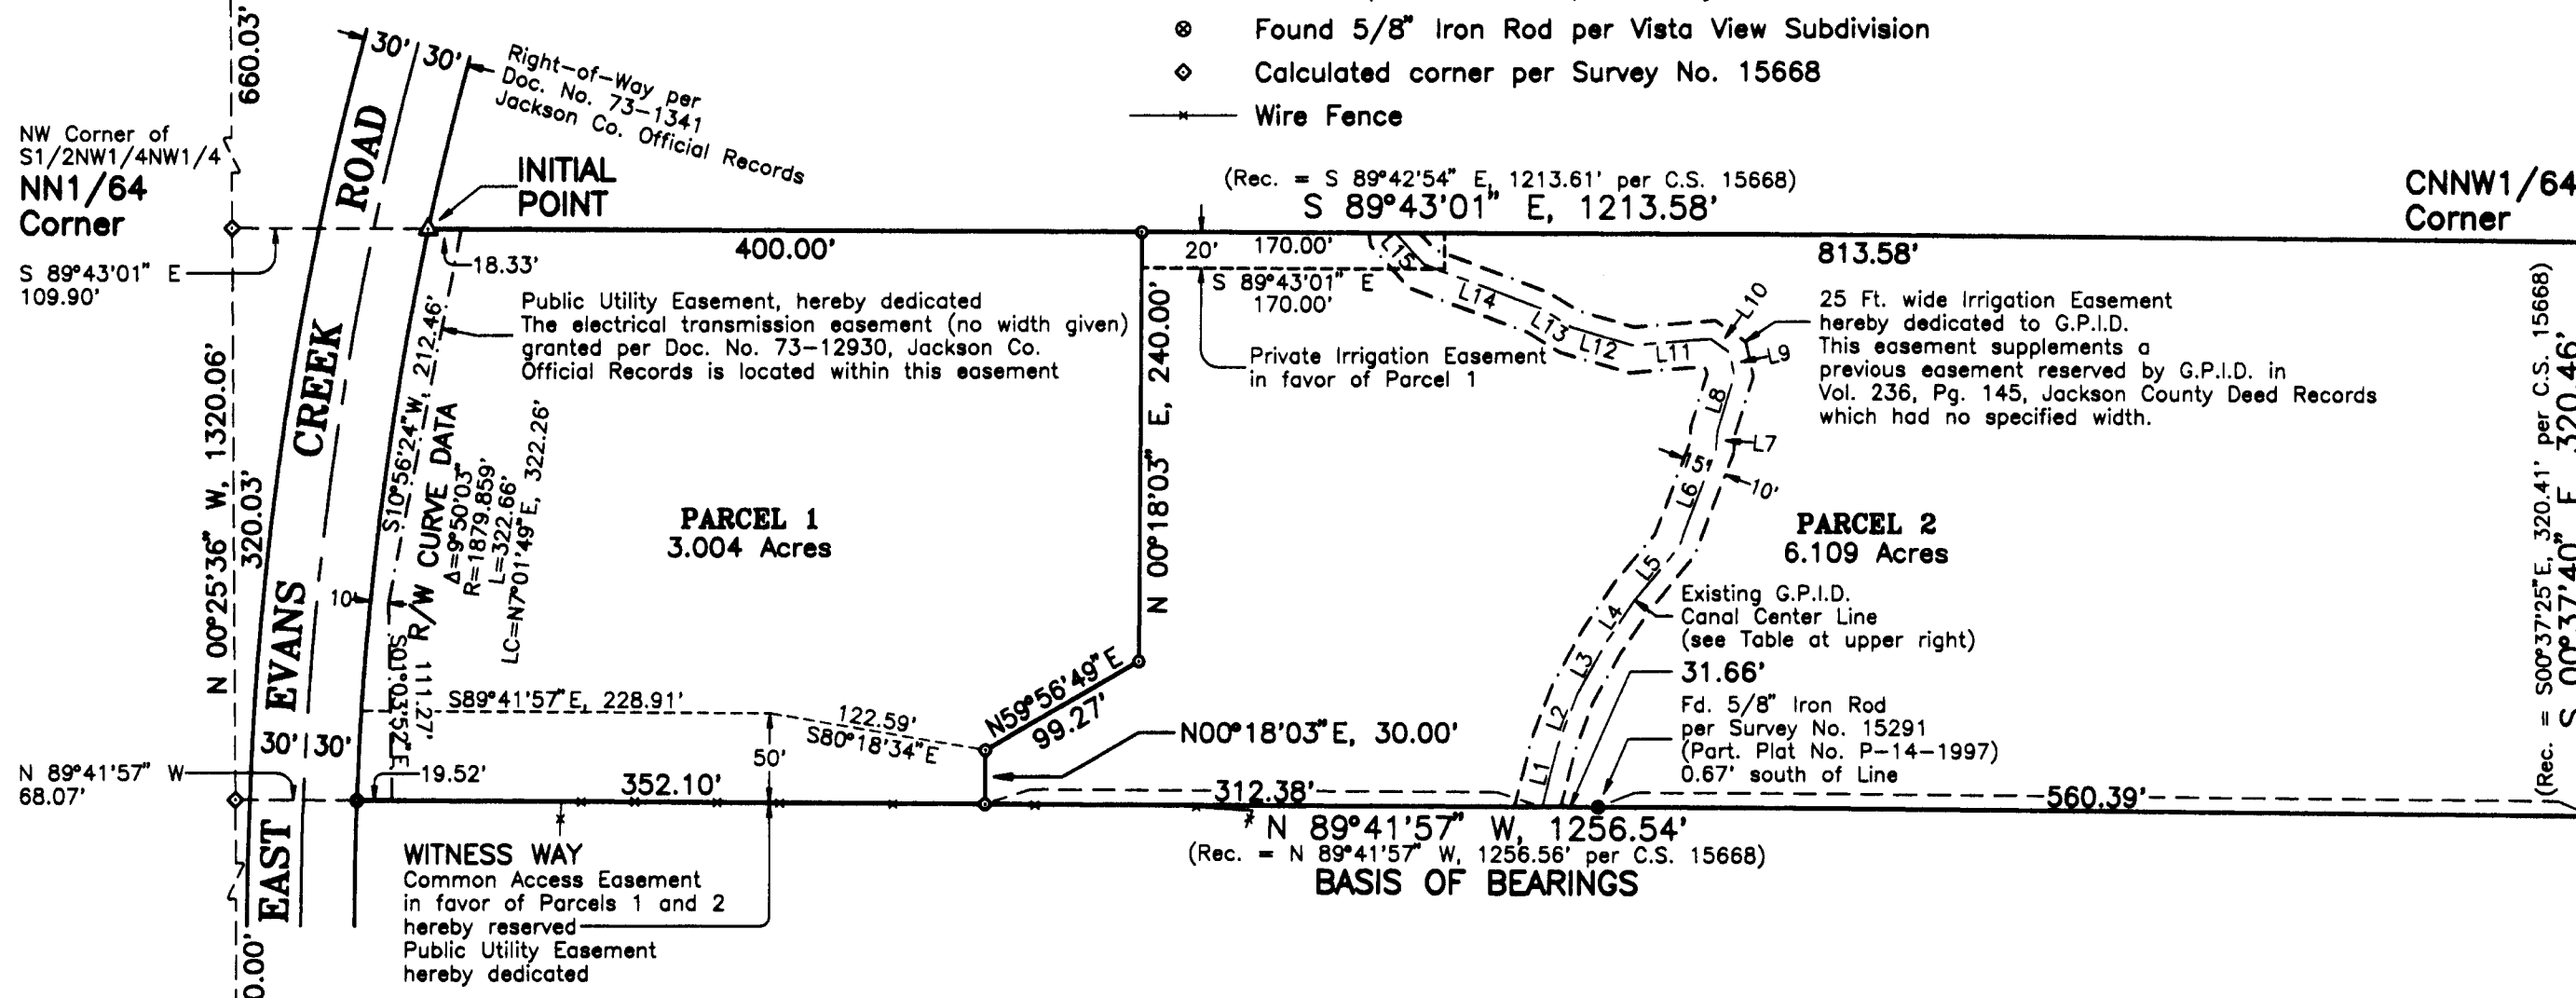 660.03'
30' 30'
Right-of-Way per
Doc. No. 73-1341
Jackson Co. Official Records
⊗ Found 5/8" Iron Rod per Vista View Subdivision
◇ Calculated corner per Survey No. 15668
Wire Fence
NW Corner of
S1/2NW1/4NW1/4
NN1/64
Corner
INITIAL
POINT
(Rec. = S 89°42'54" E, 1213.61' per C.S. 15668)
S 89°43'01" E, 1213.58'
CNNW1/64
Corner
S 89°43'01" E
109.90'
18.33'
400.00'
20'
170.00'
S 89°43'01" E
170.00'
813.58'
Public Utility Easement, hereby dedicated
The electrical transmission easement (no width given)
granted per Doc. No. 73-12930, Jackson Co.
Official Records is located within this easement
Private Irrigation Easement
in favor of Parcel 1
25 Ft. wide Irrigation Easement
hereby dedicated to G.P.I.D.
This easement supplements a
previous easement reserved by G.P.I.D. in
Vol. 236, Pg. 145, Jackson County Deed Records
which had no specified width.
L15
L14
L13
L12
L11
L10
L9
L8
L7
L6
L5
L4
L3
L2
L1
15'
10'
N 00°25'36" W, 1320.06'
320.03'
EAST EVANS CREEK ROAD
S10°56'24"W, 212.46'
R/W CURVE DATA
Δ=9°50'03"
R=1879.859'
L=322.66'
LC=N7°01'49"E, 322.26'
10'
S01°03'52"E
111.27'
PARCEL 1
3.004 Acres
N 00°18'03" E, 240.00'
PARCEL 2
6.109 Acres
Existing G.P.I.D.
Canal Center Line
(see Table at upper right)
31.66'
Fd. 5/8" Iron Rod
per Survey No. 15291
(Part. Plat No. P-14-1997)
0.67' south of Line
(Rec. = S00°37'25"E, 320.41' per C.S. 15668)
S 00°37'40" E, 320.46'
S89°41'57"E, 228.91'
122.59'
S80°18'34"E
N59°56'49"E
99.27'
N00°18'03"E, 30.00'
30' 30'
50'
N 89°41'57" W
68.07'
19.52'
352.10'
312.38'
560.39'
N 89°41'57" W, 1256.54'
(Rec. = N 89°41'57" W, 1256.56' per C.S. 15668)
BASIS OF BEARINGS
WITNESS WAY
Common Access Easement
in favor of Parcels 1 and 2
hereby reserved
Public Utility Easement
hereby dedicated
0.00'